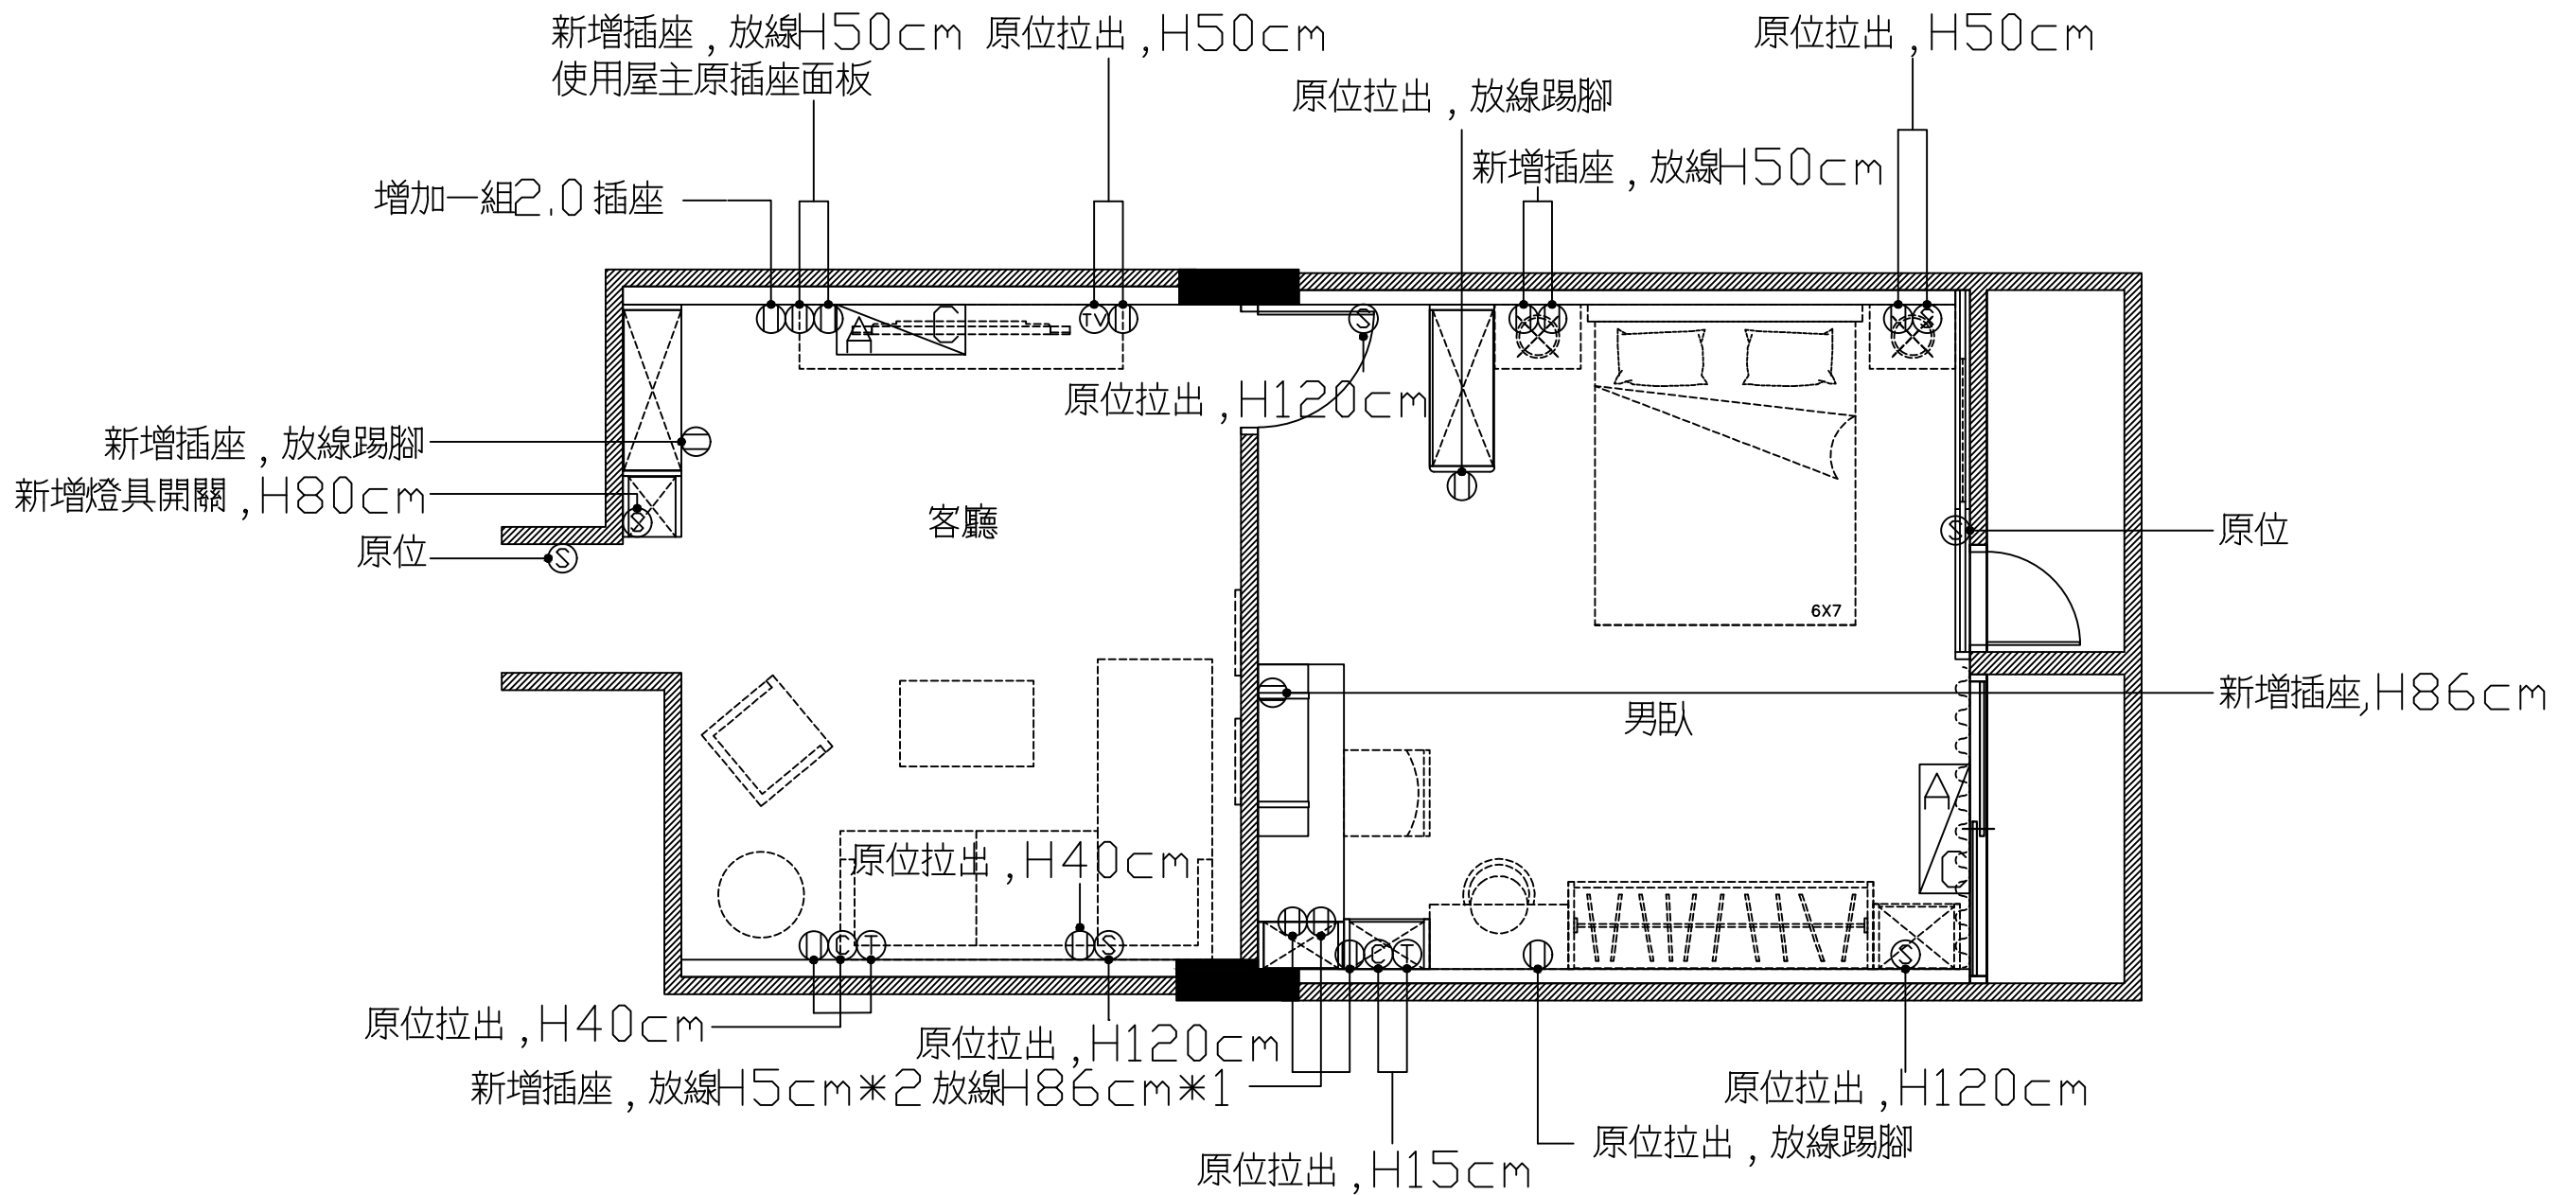 新增插座，放線H50cm
使用屋主原插座面板
原位拉出，H50cm
原位拉出，H50cm
原位拉出，放線踢腳
新增插座，放線H50cm
增加一組2.0 插座
A C
TV
S
S
原位拉出，H120cm
新增插座，放線踢腳
新增燈具開關，H80cm
S
原位
S
客廳
S
原位
6X7
新增插座,H86cm
男臥
A C
原位拉出，H40cm
C T
S
C T
S
原位拉出，H40cm
原位拉出，H120cm
新增插座，放線H5cm*2 放線H86cm*1
原位拉出，H120cm
原位拉出，放線踢腳
原位拉出，H15cm